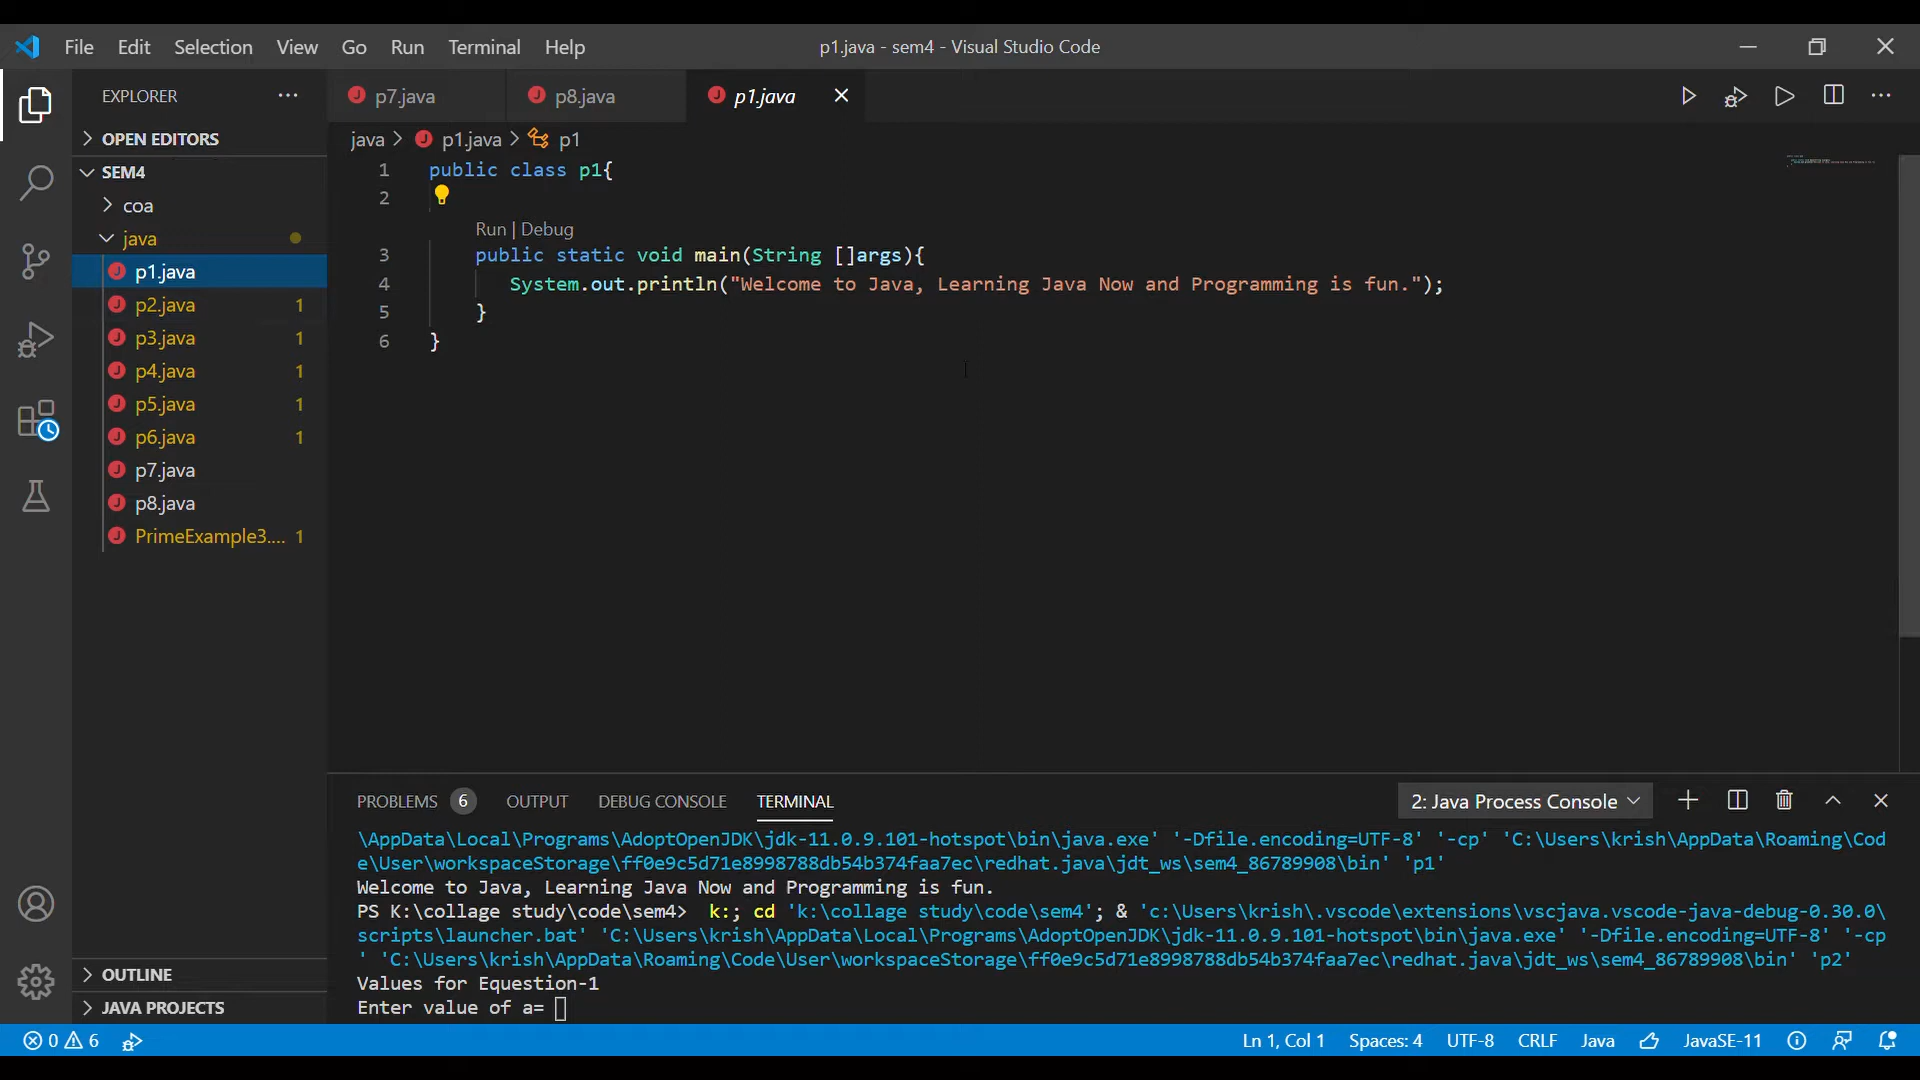 File Edit Selection View Go Run Terminal Help
p1.java - sem4 - Visual Studio Code
EXPLORER
OPEN EDITORS
SEM4
coa
java
p1.java
p2.java 1
p3.java 1
p4.java 1
p5.java 1
p6.java 1
p7.java
p8.java
PrimeExample3.... 1
OUTLINE
JAVA PROJECTS
p7.java p8.java p1.java
java > p1.java > p1
1 public class p1{
2
Run | Debug
3 public static void main(String []args){
4 System.out.println("Welcome to Java, Learning Java Now and Programming is fun.");
5 }
6 }
PROBLEMS 6 OUTPUT DEBUG CONSOLE TERMINAL
2: Java Process Console
\AppData\Local\Programs\AdoptOpenJDK\jdk-11.0.9.101-hotspot\bin\java.exe' '-Dfile.encoding=UTF-8' '-cp' 'C:\Users\krish\AppData\Roaming\Cod
e\User\workspaceStorage\ff0e9c5d71e8998788db54b374faa7ec\redhat.java\jdt_ws\sem4_86789908\bin' 'p1'
Welcome to Java, Learning Java Now and Programming is fun.
PS K:\collage study\code\sem4> k:; cd 'k:\collage study\code\sem4'; & 'c:\Users\krish\.vscode\extensions\vscjava.vscode-java-debug-0.30.0\
scripts\launcher.bat' 'C:\Users\krish\AppData\Local\Programs\AdoptOpenJDK\jdk-11.0.9.101-hotspot\bin\java.exe' '-Dfile.encoding=UTF-8' '-cp
' 'C:\Users\krish\AppData\Roaming\Code\User\workspaceStorage\ff0e9c5d71e8998788db54b374faa7ec\redhat.java\jdt_ws\sem4_86789908\bin' 'p2'
Values for Equestion-1
Enter value of a=
0 6
Ln 1, Col 1 Spaces: 4 UTF-8 CRLF Java JavaSE-11